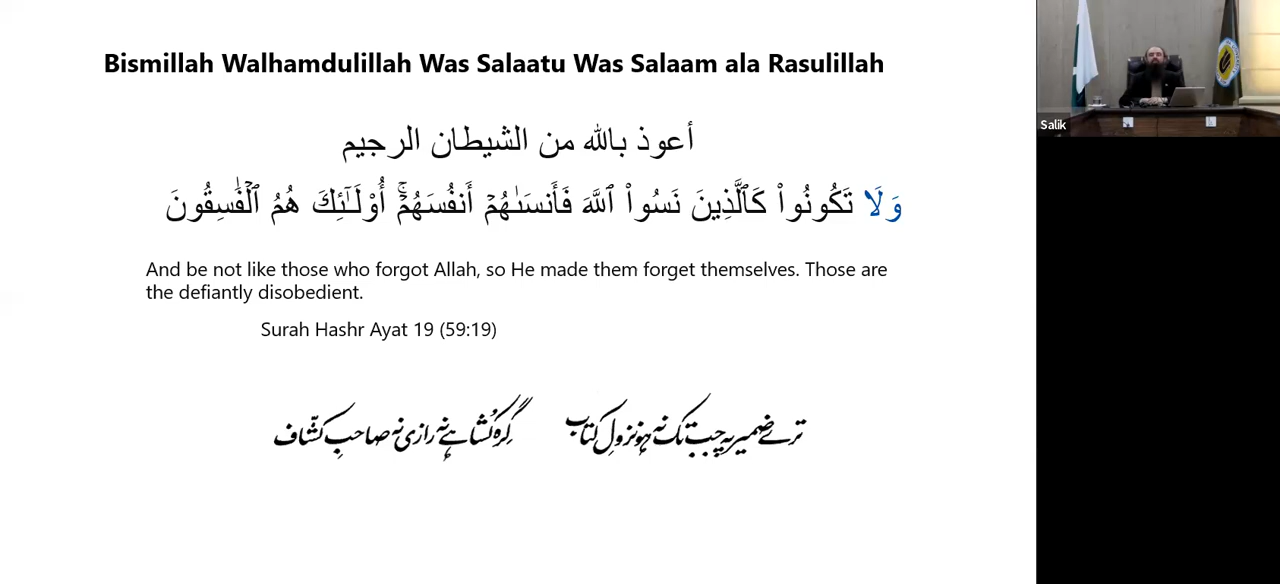 Bismillah Walhamdulillah Was Salaatu Was Salaam ala Rasulillah
أعوذ بالله من الشيطان الرجيم
وَلَا تَكُونُوا۟ كَٱلَّذِينَ نَسُوا۟ ٱللَّهَ فَأَنسَىٰهُمْ أَنفُسَهُمْ ۚ أُو۟لَـٰٓئِكَ هُمُ ٱلْفَـٰسِقُونَ
And be not like those who forgot Allah, so He made them forget themselves. Those are
the defiantly disobedient.
Surah Hashr Ayat 19 (59:19)
ترے ضمیر پہ جب تک نہ ہو نزولِ کتاب گرہ کُشا ہے نہ رازی نہ صاحبِ کشّاف
Salik